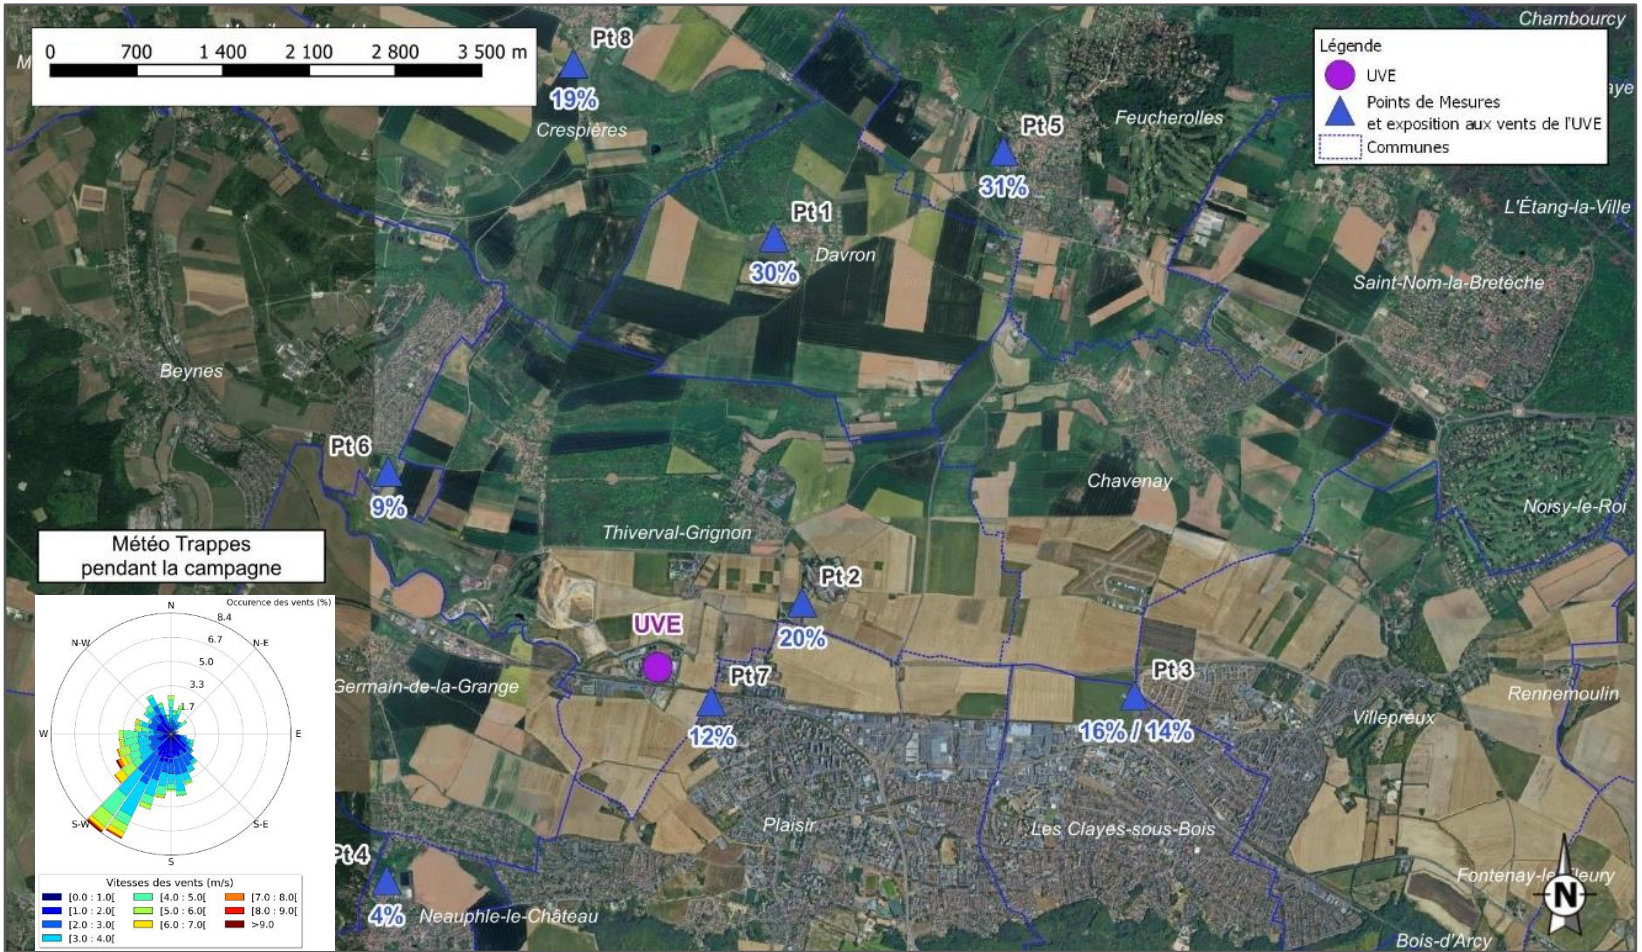 0 700 1 400 2 100 2 800 3 500 m
Pt 8
19%
Crespières
Chambourcy
Légende
UVE
Points de Mesures
et exposition aux vents de l'UVE
Communes
Feucherolles
Pt 5
31%
L'Étang-la-Ville
Pt 1
30%
Davron
Saint-Nom-la-Bretèche
Beynes
Pt 6
9%
Chavenay
Noisy-le-Roi
Thiverval-Grignon
Météo Trappes
pendant la campagne
Pt 2
20%
UVE
Pt 7
12%
Pt 3
16% / 14%
Germain-de-la-Grange
Rennemoulin
Villepreux
Occurence des vents (%)
N
8.4
6.7
N-W
N-E
5.0
3.3
1.7
W
E
S-W
S-E
S
Plaisir
Les Clayes-sous-Bois
Pt 4
4%
Neauphle-le-Château
Vitesses des vents (m/s)
[0.0 : 1.0[ [4.0 : 5.0[ [7.0 : 8.0[
[1.0 : 2.0[ [5.0 : 6.0[ [8.0 : 9.0[
[2.0 : 3.0[ [6.0 : 7.0[ >9.0
[3.0 : 4.0[
N
Bois-d'Arcy